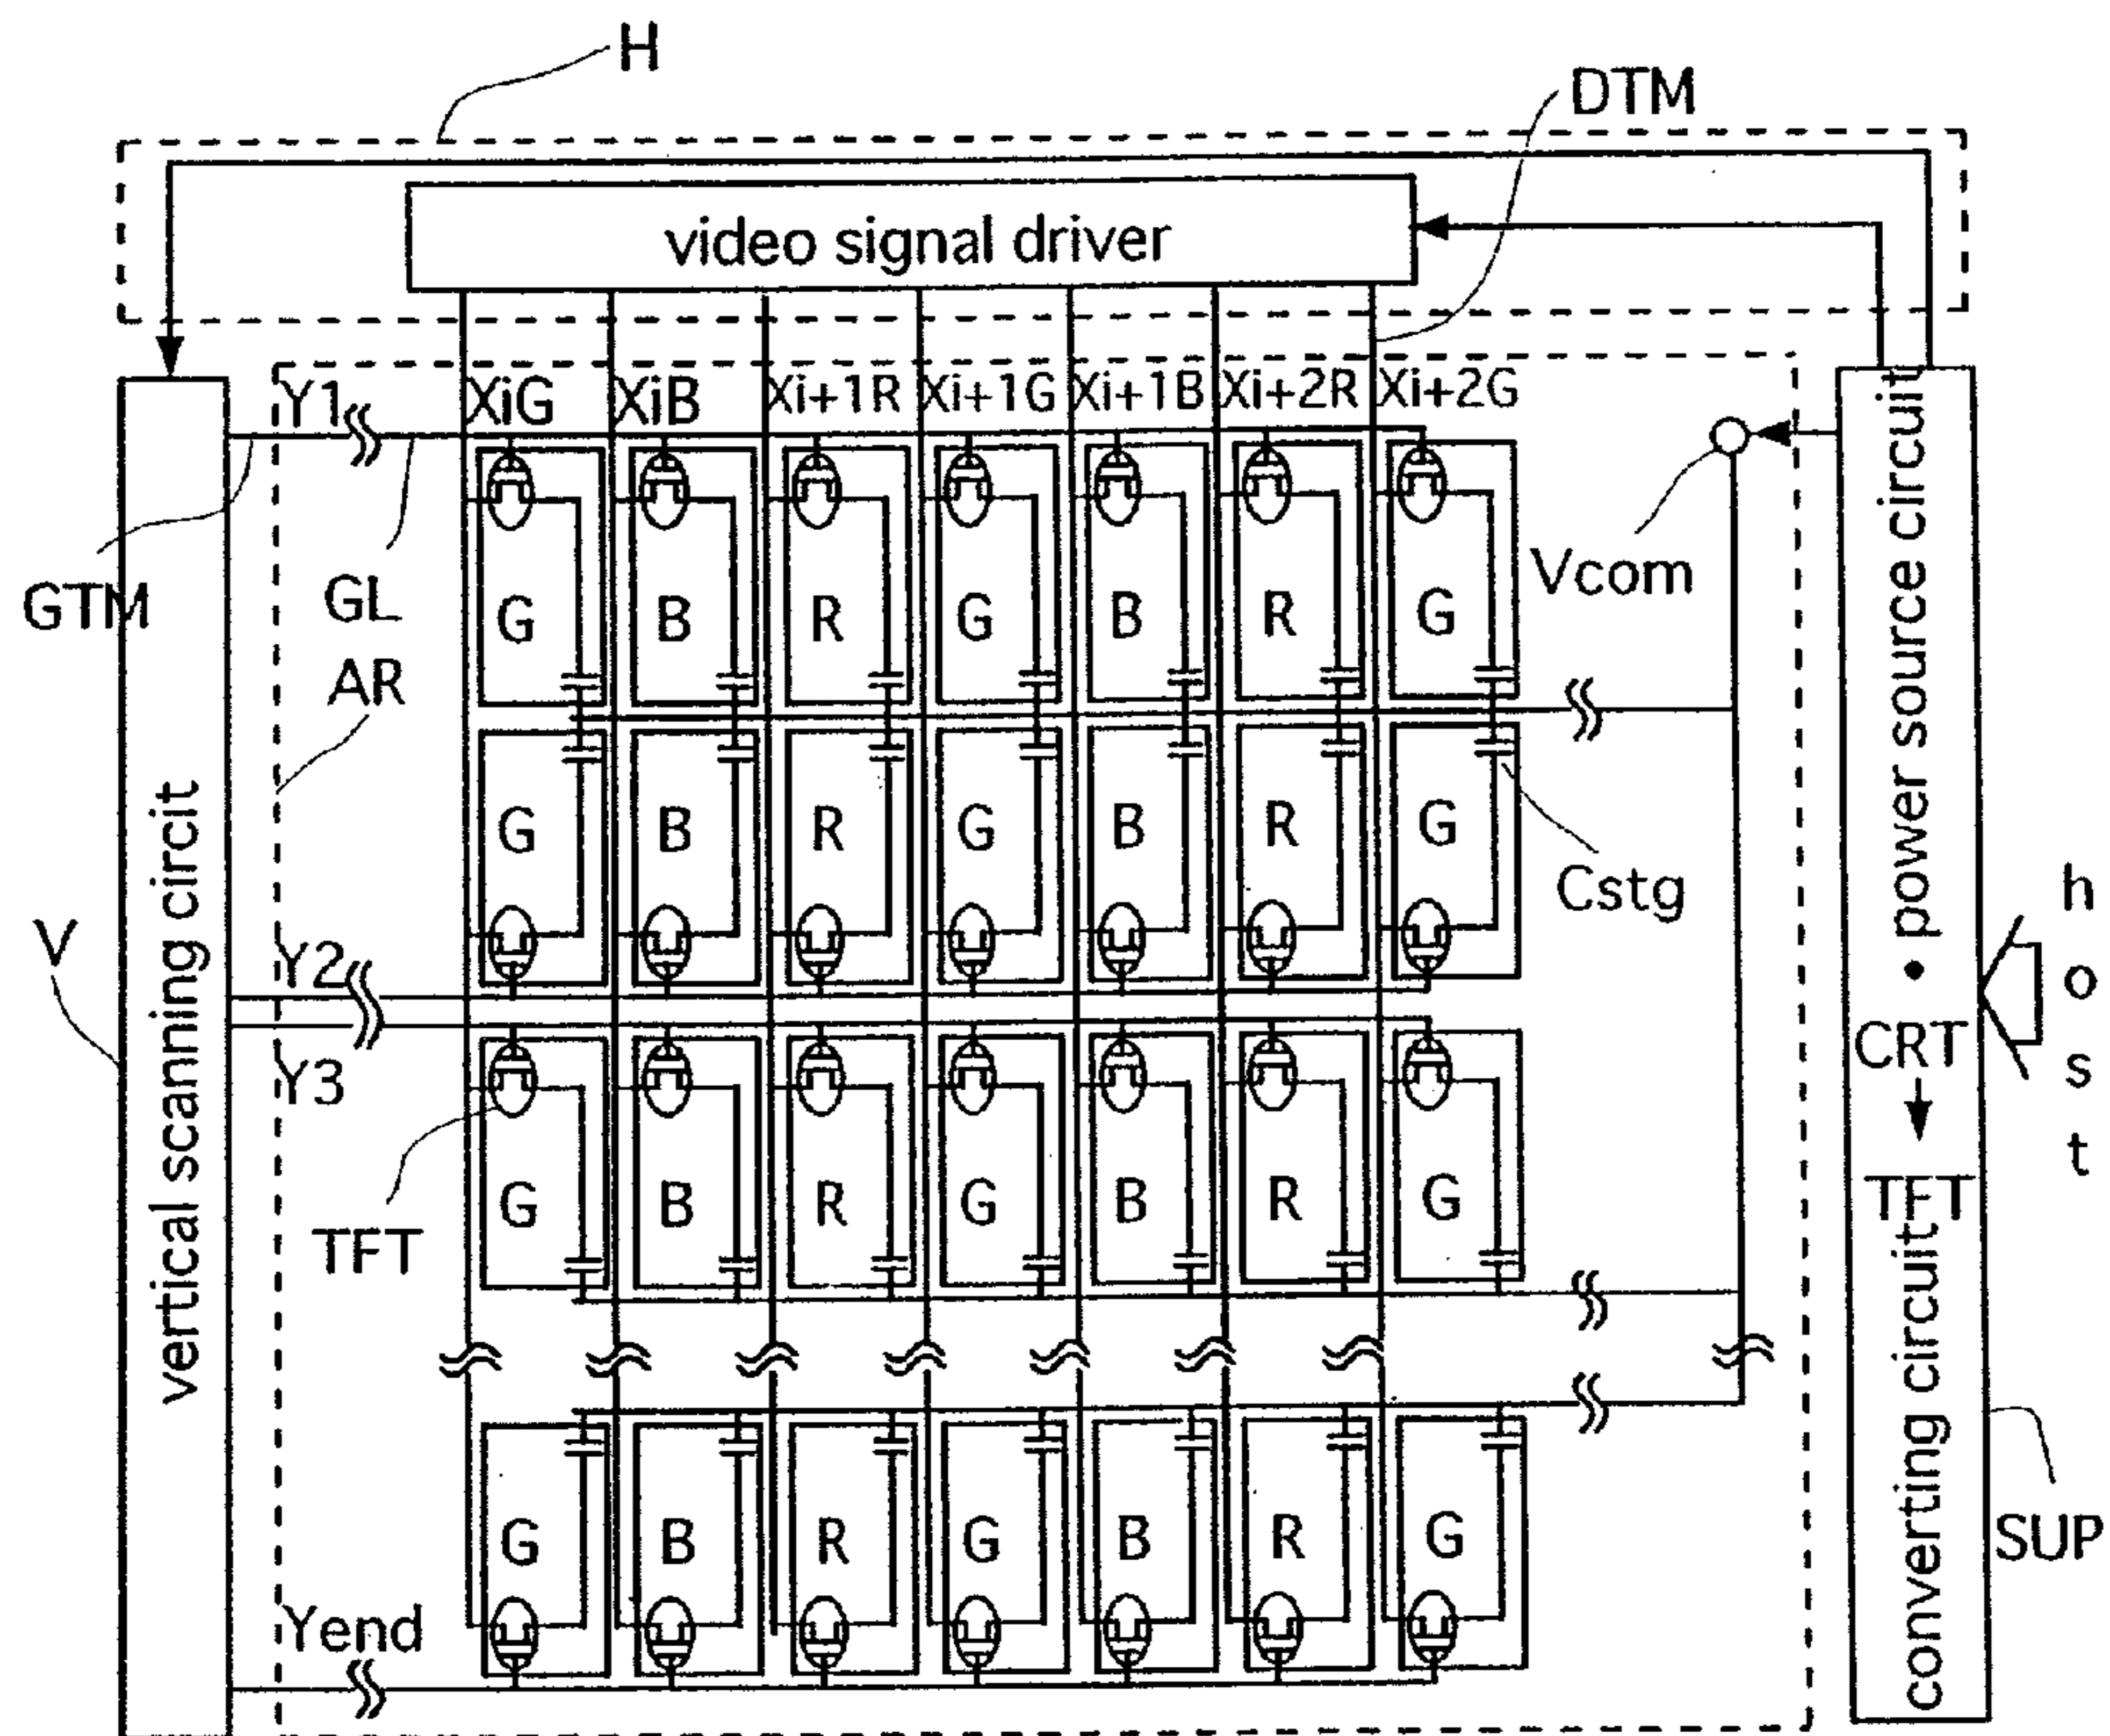 H
DTM
video signal driver
Y1
XiG XiB Xi+1R Xi+1G Xi+1B Xi+2R Xi+2G
GTM
GL
AR
Vcom
G B R G B R G
G B R G B R G
Cstg
V
vertical scanning circit
Y2
Y3
TFT
G B R G B R G
G B R G B R G
Yend
power source circuit
•
CRT
→
TFT
converting circuit
host
SUP